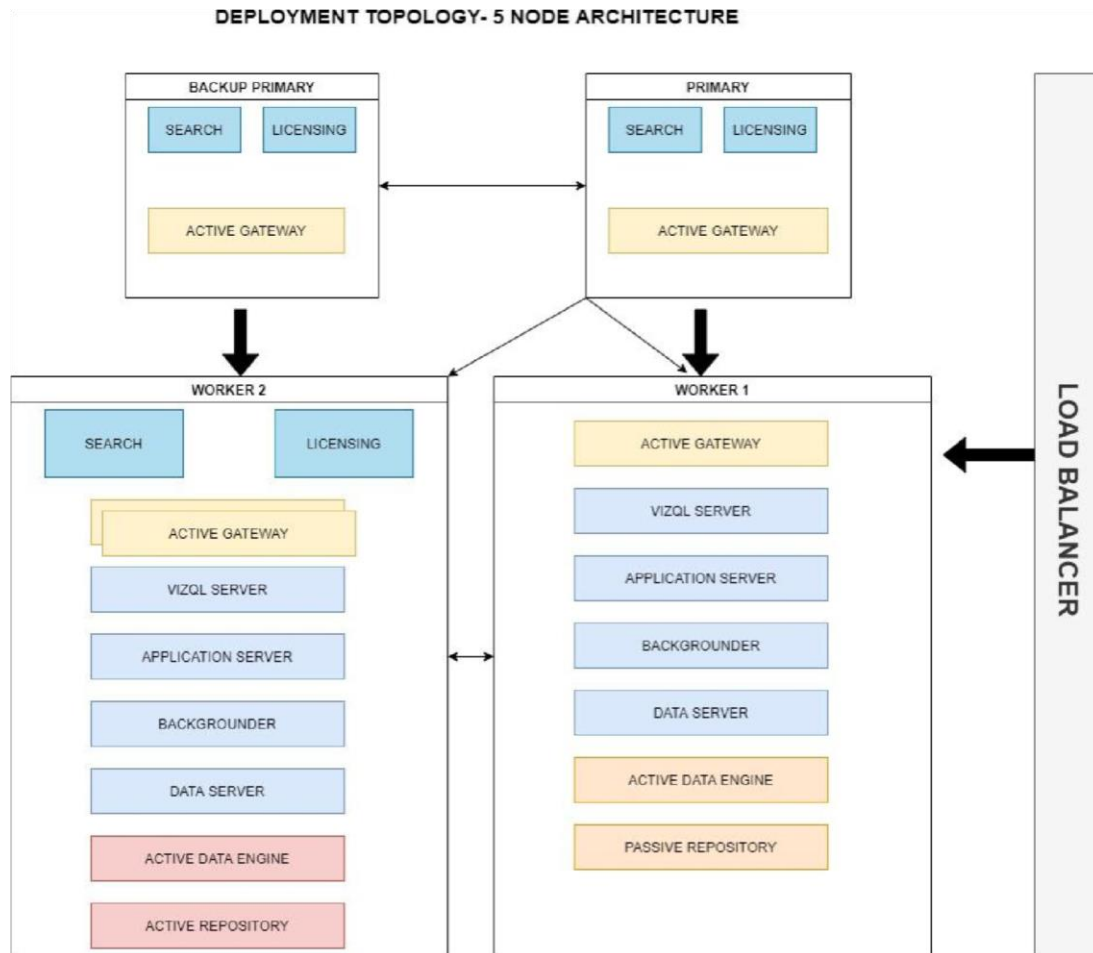 DEPLOYMENT TOPOLOGY- 5 NODE ARCHITECTURE
BACKUP PRIMARY
SEARCH
LICENSING
ACTIVE GATEWAY
PRIMARY
SEARCH
LICENSING
ACTIVE GATEWAY
WORKER 2
SEARCH
LICENSING
ACTIVE GATEWAY
VIZQL SERVER
APPLICATION SERVER
BACKGROUNDER
DATA SERVER
ACTIVE DATA ENGINE
ACTIVE REPOSITORY
WORKER 1
ACTIVE GATEWAY
VIZQL SERVER
APPLICATION SERVER
BACKGROUNDER
DATA SERVER
ACTIVE DATA ENGINE
PASSIVE REPOSITORY
LOAD BALANCER